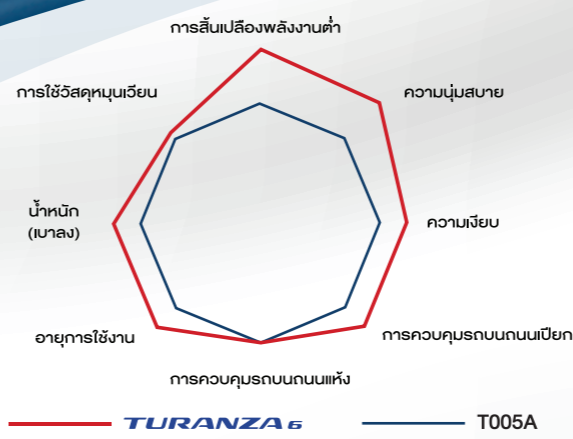 การสิ้นเปลืองพลังงานต่ำ
การใช้วัสดุหมุนเวียน
ความนุ่มสบาย
น้ำหนัก
(เบาลง)
ความเงียบ
อายุการใช้งาน
การควบคุมรถบนถนนเปียก
การควบคุมรถบนถนนแห้ง
TURANZA 6
T005A